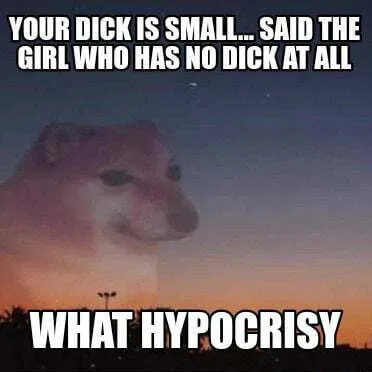 YOUR DICK IS SMALL... SAID THE
GIRL WHO HAS NO DICK AT ALL
WHAT HYPOCRISY